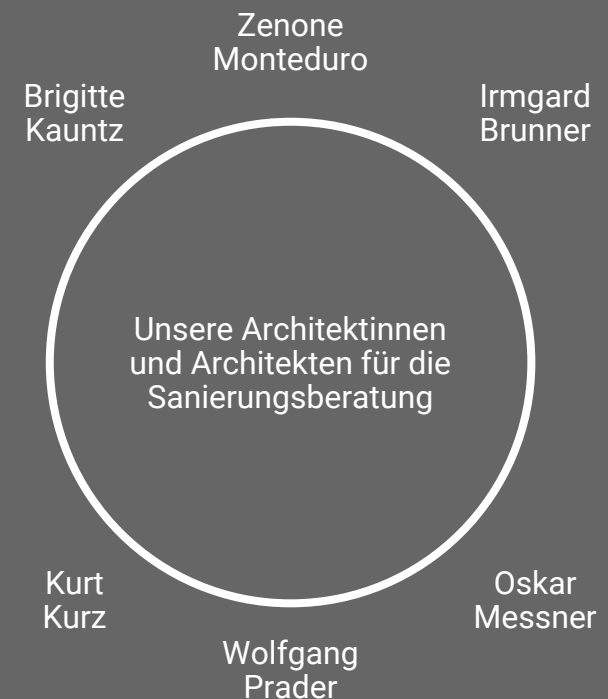 Zenone
Monteduro
Brigitte
Kauntz
Irmgard
Brunner
Unsere Architektinnen
und Architekten für die
Sanierungsberatung
Kurt
Kurz
Oskar
Messner
Wolfgang
Prader